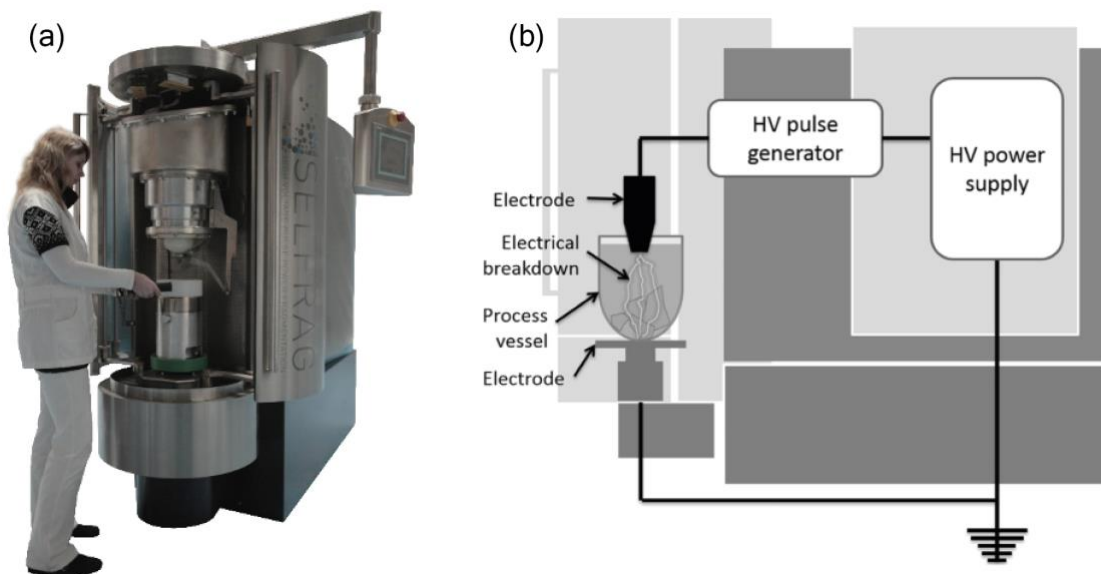 (a)
SELFRAG
(b)
HV pulse
generator
HV power
supply
Electrode
Electrical
breakdown
Process
vessel
Electrode